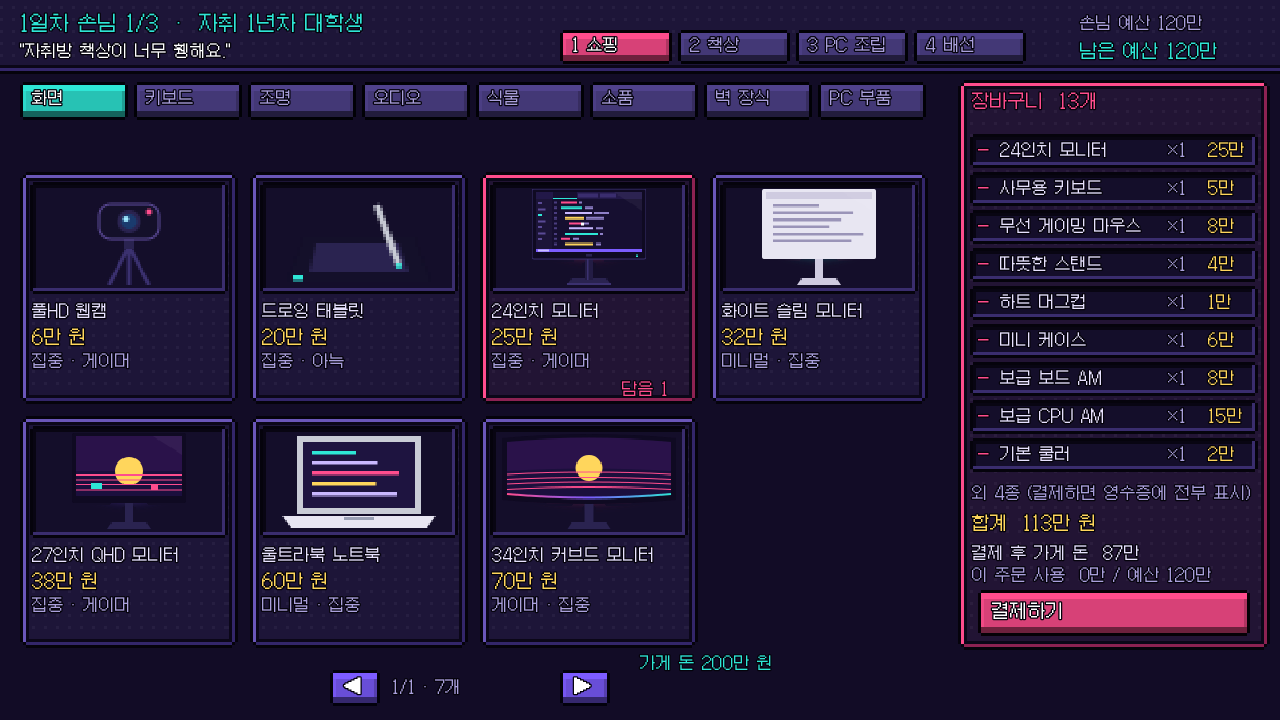 1일차 손님 1/3 · 자취 1년차 대학생
"자취방 책상이 너무 휑해요."
1 쇼핑
2 책상
3 PC 조립
4 배선
손님 예산 120만
남은 예산 120만
화면
키보드
조명
오디오
식물
소품
벽 장식
PC 부품
풀HD 웹캠
6만 원
집중 · 게이머
드로잉 태블릿
20만 원
집중 · 아늑
24인치 모니터
25만 원
집중 · 게이머
담음 1
화이트 슬림 모니터
32만 원
미니멀 · 집중
27인치 QHD 모니터
38만 원
집중 · 게이머
울트라북 노트북
60만 원
미니멀 · 집중
34인치 커브드 모니터
70만 원
게이머 · 집중
가게 돈 200만 원
1/1 · 7개
장바구니 13개
24인치 모니터 ×1 25만
사무용 키보드 ×1 5만
무선 게이밍 마우스 ×1 8만
따뜻한 스탠드 ×1 4만
하트 머그컵 ×1 1만
미니 케이스 ×1 6만
보급 보드 AM ×1 8만
보급 CPU AM ×1 15만
기본 쿨러 ×1 2만
외 4종 (결제하면 영수증에 전부 표시)
합계 113만 원
결제 후 가게 돈 87만
이 주문 사용 0만 / 예산 120만
결제하기